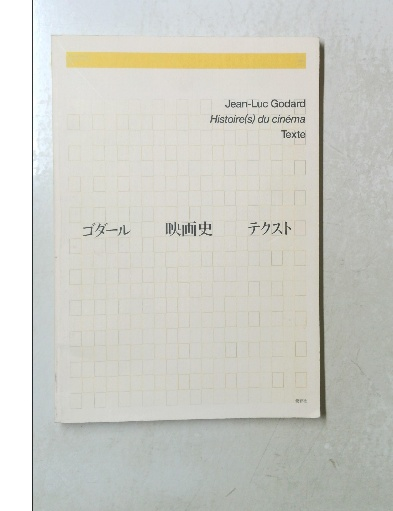 Jean-Luc Godard
Histoire(s) du cinéma
Texte
ゴダール 映画史 テクスト